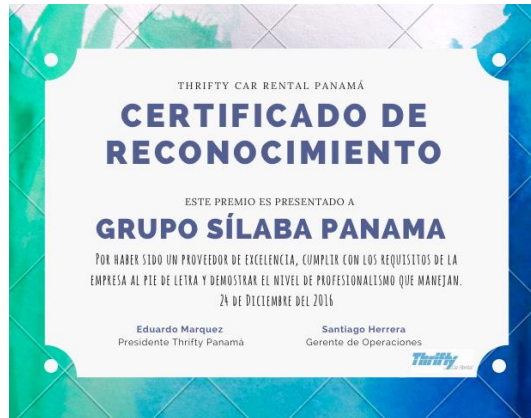 THRIFTY CAR RENTAL PANAMÁ
CERTIFICADO DE
RECONOCIMIENTO
ESTE PREMIO ES PRESENTADO A
GRUPO SÍLABA PANAMA
POR HABER SIDO UN PROVEEDOR DE EXCELENCIA, CUMPLIR CON LOS REQUISITOS DE LA
EMPRESA AL PIE DE LETRA Y DEMOSTRAR EL NIVEL DE PROFESIONALISMO QUE MANEJAN.
24 DE DICIEMBRE DEL 2016
Eduardo Marquez
Presidente Thrifty Panamá
Santiago Herrera
Gerente de Operaciones
Thrifty
Car Rental